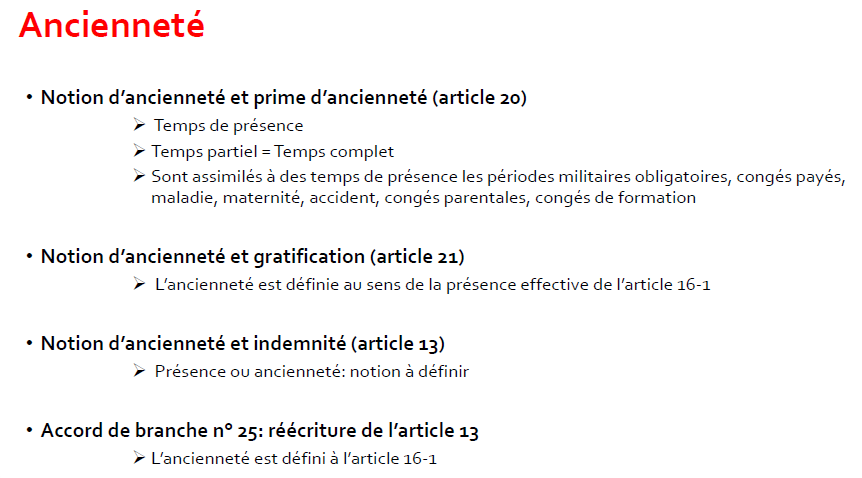 Ancienneté
• Notion d’ancienneté et prime d’ancienneté (article 20)
➢ Temps de présence
➢ Temps partiel = Temps complet
➢ Sont assimilés à des temps de présence les périodes militaires obligatoires, congés payés,
maladie, maternité, accident, congés parentales, congés de formation
• Notion d’ancienneté et gratification (article 21)
➢ L’ancienneté est définie au sens de la présence effective de l’article 16-1
• Notion d’ancienneté et indemnité (article 13)
➢ Présence ou ancienneté: notion à définir
• Accord de branche n° 25: réécriture de l’article 13
➢ L’ancienneté est défini à l’article 16-1